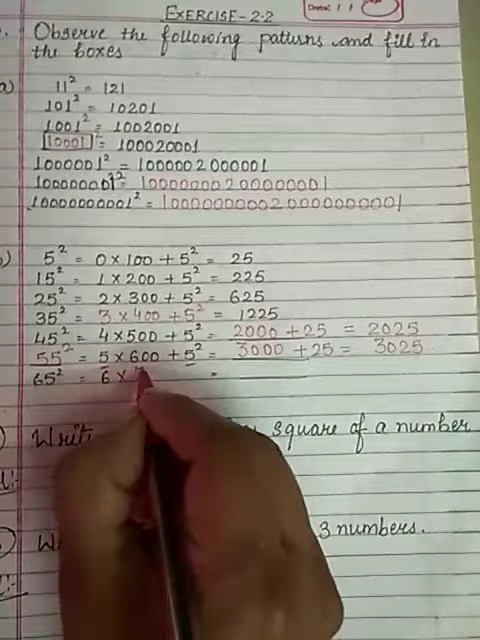 EXERCISE-2.2
Date: 1 1
Observe the following patterns and fill in
the boxes
a) 11² = 121
101² = 10201
1001² = 1002001
10001² = 100020001
1000001² = 1000002000001
100000001² = 10000000200000001
10000000001² = 100000000020000000001
) 5² = 0 × 100 + 5² = 25
15² = 1 × 200 + 5² = 225
25² = 2 × 300 + 5² = 625
35² = 3 × 400 + 5² = 1225
45² = 4 × 500 + 5² = 2000 + 25 = 2025
55² = 5 × 600 + 5² = 3000 + 25 = 3025
65² = 6 × =
) square of a number
3 numbers.